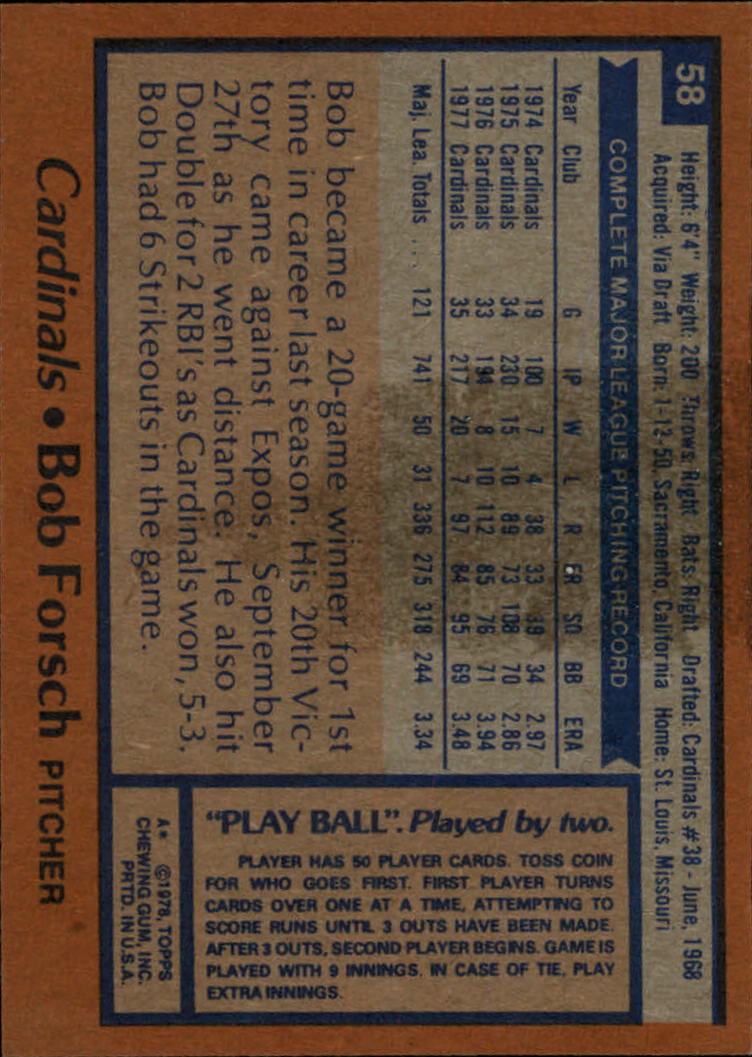 58
Height: 6'4" Weight: 200 Throws: Right Bats: Right Drafted: Cardinals #38 - June, 1968
Acquired: Via Draft Born: 1-13-50, Sacramento, California Home: St. Louis, Missouri
COMPLETE MAJOR LEAGUE PITCHING RECORD
Year Club G IP W L R ER SO BB ERA
1974 Cardinals 19 100 7 4 38 33 39 34 2.97
1975 Cardinals 34 230 15 10 89 73 108 70 2.86
1976 Cardinals 33 194 8 10 112 85 76 71 3.94
1977 Cardinals 35 217 20 7 97 84 95 69 3.48
Maj. Lea. Totals ... 121 741 50 31 336 275 318 244 3.34
Bob became a 20-game winner for 1st
time in career last season. His 20th Vic-
tory came against Expos, September
27th as he went distance. He also hit
Double for 2 RBI's as Cardinals won, 5-3.
Bob had 6 Strikeouts in the game.
"PLAY BALL". Played by two.
PLAYER HAS 50 PLAYER CARDS. TOSS COIN
FOR WHO GOES FIRST. FIRST PLAYER TURNS
CARDS OVER ONE AT A TIME, ATTEMPTING TO
SCORE RUNS UNTIL 3 OUTS HAVE BEEN MADE.
AFTER 3 OUTS, SECOND PLAYER BEGINS. GAME IS
PLAYED WITH 9 INNINGS. IN CASE OF TIE, PLAY
EXTRA INNINGS.
A* ©1978, TOPPS
CHEWING GUM, INC.
PRTD. IN U.S.A.
Cardinals • Bob Forsch PITCHER